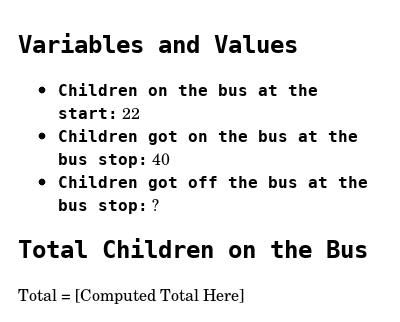 Variables and Values
• Children on the bus at the
start: 22
• Children got on the bus at the
bus stop: 40
• Children got off the bus at the
bus stop: ?
Total Children on the Bus
Total = [Computed Total Here]